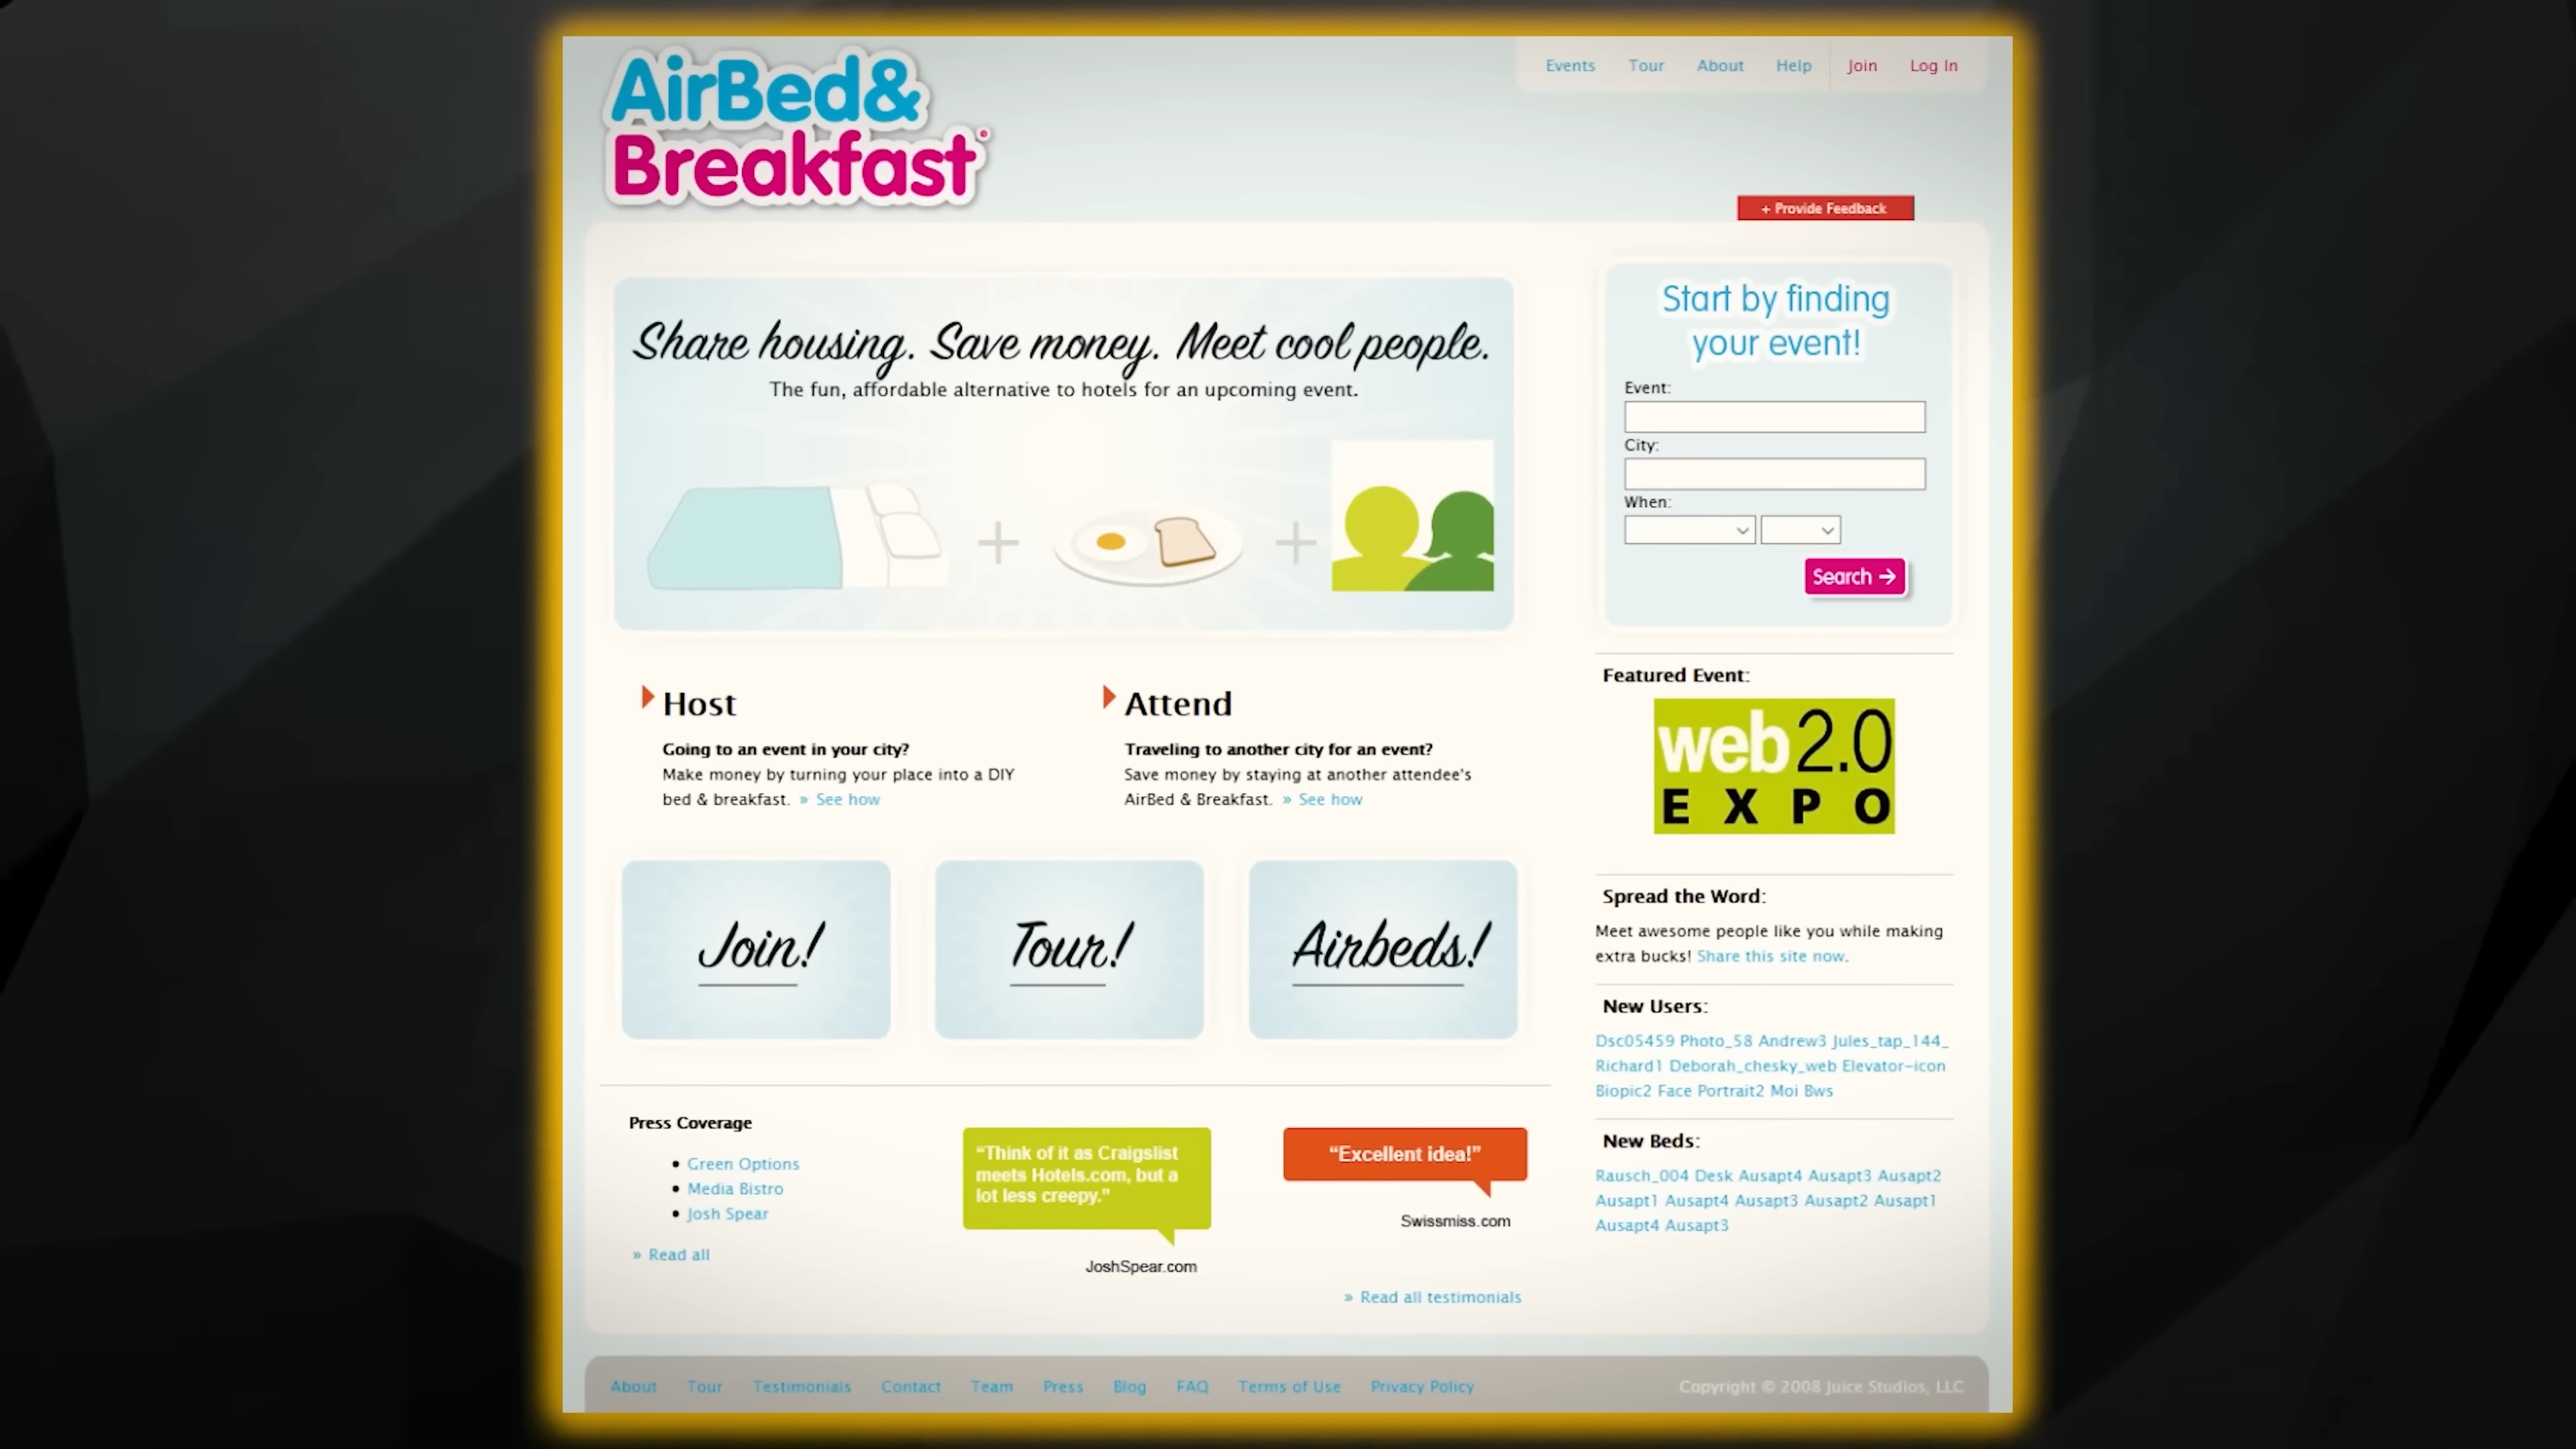 AirBed&
Breakfast
Events Tour About Help Join Log In
+ Provide Feedback
Share housing. Save money. Meet cool people.
The fun, affordable alternative to hotels for an upcoming event.
Start by finding
your event!
Event:
City:
When:
Search →
Host
Going to an event in your city?
Make money by turning your place into a DIY
bed & breakfast. » See how
Attend
Traveling to another city for an event?
Save money by staying at another attendee's
AirBed & Breakfast. » See how
Featured Event:
web2.0
EXPO
Join!
Tour!
Airbeds!
Spread the Word:
Meet awesome people like you while making
extra bucks! Share this site now.
New Users:
Dsc05459 Photo_58 Andrew3 Jules_tap_144_
Richard1 Deborah_chesky_web Elevator-icon
Biopic2 Face Portrait2 Moi Bws
New Beds:
Rausch_004 Desk Ausapt4 Ausapt3 Ausapt2
Ausapt1 Ausapt4 Ausapt3 Ausapt2 Ausapt1
Ausapt4 Ausapt3
Press Coverage
• Green Options
• Media Bistro
• Josh Spear
» Read all
“Think of it as Craigslist
meets Hotels.com, but a
lot less creepy.”
JoshSpear.com
“Excellent idea!”
Swissmiss.com
» Read all testimonials
About Tour Testimonials Contact Team Press Blog FAQ Terms of Use Privacy Policy
Copyright © 2008 Juice Studios, LLC